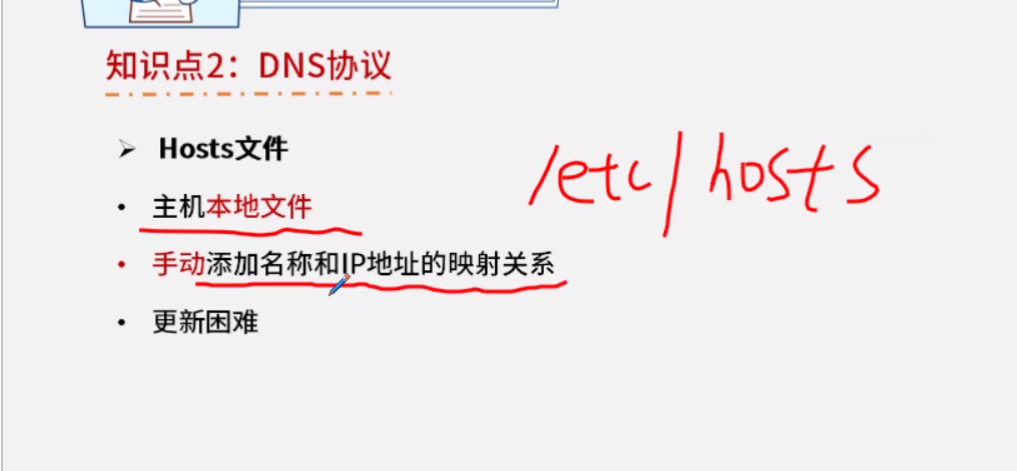 知识点2：DNS协议
Hosts文件
/etc/hosts
主机本地文件
手动添加名称和IP地址的映射关系
更新困难